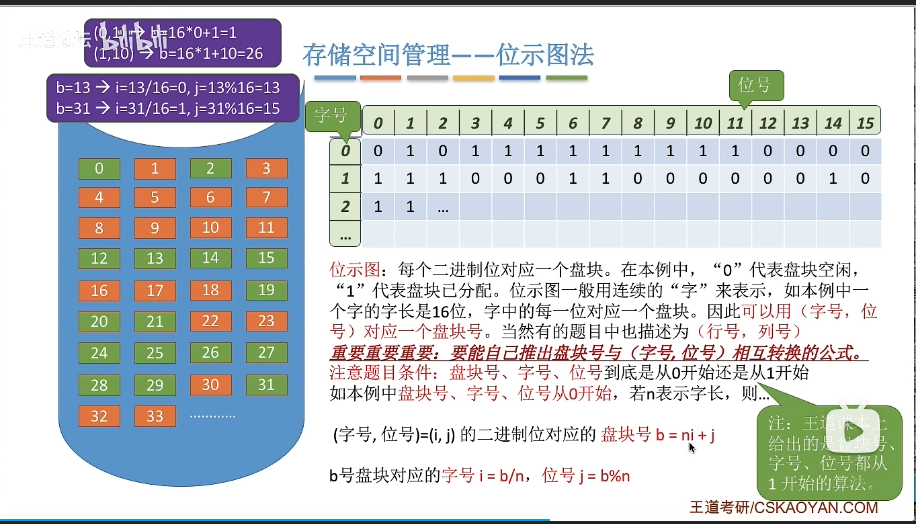 (0,1) → b=16*0+1=1
(1,10) → b=16*1+10=26
bilibili
存储空间管理——位示图法
b=13 → i=13/16=0, j=13%16=13
b=31 → i=31/16=1, j=31%16=15
字号
位号
0 1 2 3 4 5 6 7 8 9 10 11 12 13 14 15
0 0 1 0 1 1 1 1 1 1 1 1 1 0 0 0 0
1 1 1 1 0 0 0 1 1 0 0 0 0 0 0 1 0
2 1 1 ...
...
0 1 2 3
4 5 6 7
8 9 10 11
12 13 14 15
16 17 18 19
20 21 22 23
24 25 26 27
28 29 30 31
32 33 …………
位示图：每个二进制位对应一个盘块。在本例中，“0”代表盘块空闲，
“1”代表盘块已分配。位示图一般用连续的“字”来表示，如本例中一
个字的字长是16位，字中的每一位对应一个盘块。因此可以用（字号，位
号）对应一个盘块号。当然有的题目中也描述为（行号，列号）
重要重要重要：要能自己推出盘块号与（字号, 位号）相互转换的公式。
注意题目条件：盘块号、字号、位号到底是从0开始还是从1开始
如本例中盘块号、字号、位号从0开始，若n表示字长，则...
(字号, 位号)=(i, j) 的二进制位对应的 盘块号 b = ni + j
b号盘块对应的字号 i = b/n，位号 j = b%n
注：王道课本上
给出的是盘块号、
字号、位号都从
1 开始的算法。
王道考研/CSKAOYAN.COM